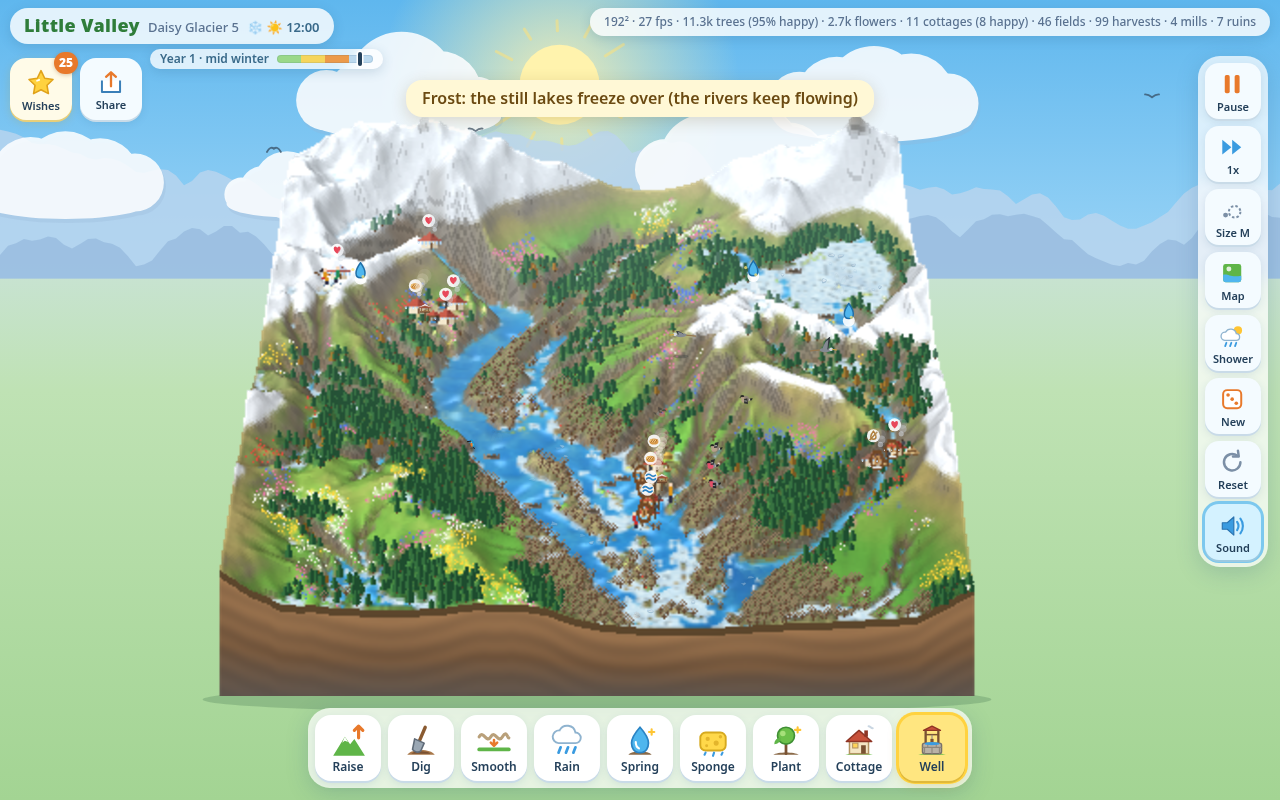 Little Valley Daisy Glacier 5 12:00
192² · 27 fps · 11.3k trees (95% happy) · 2.7k flowers · 11 cottages (8 happy) · 46 fields · 99 harvests · 4 mills · 7 ruins
Year 1 · mid winter
25
Wishes
Share
Frost: the still lakes freeze over (the rivers keep flowing)
Pause
1x
Size M
Map
Shower
New
Reset
Sound
Raise
Dig
Smooth
Rain
Spring
Sponge
Plant
Cottage
Well